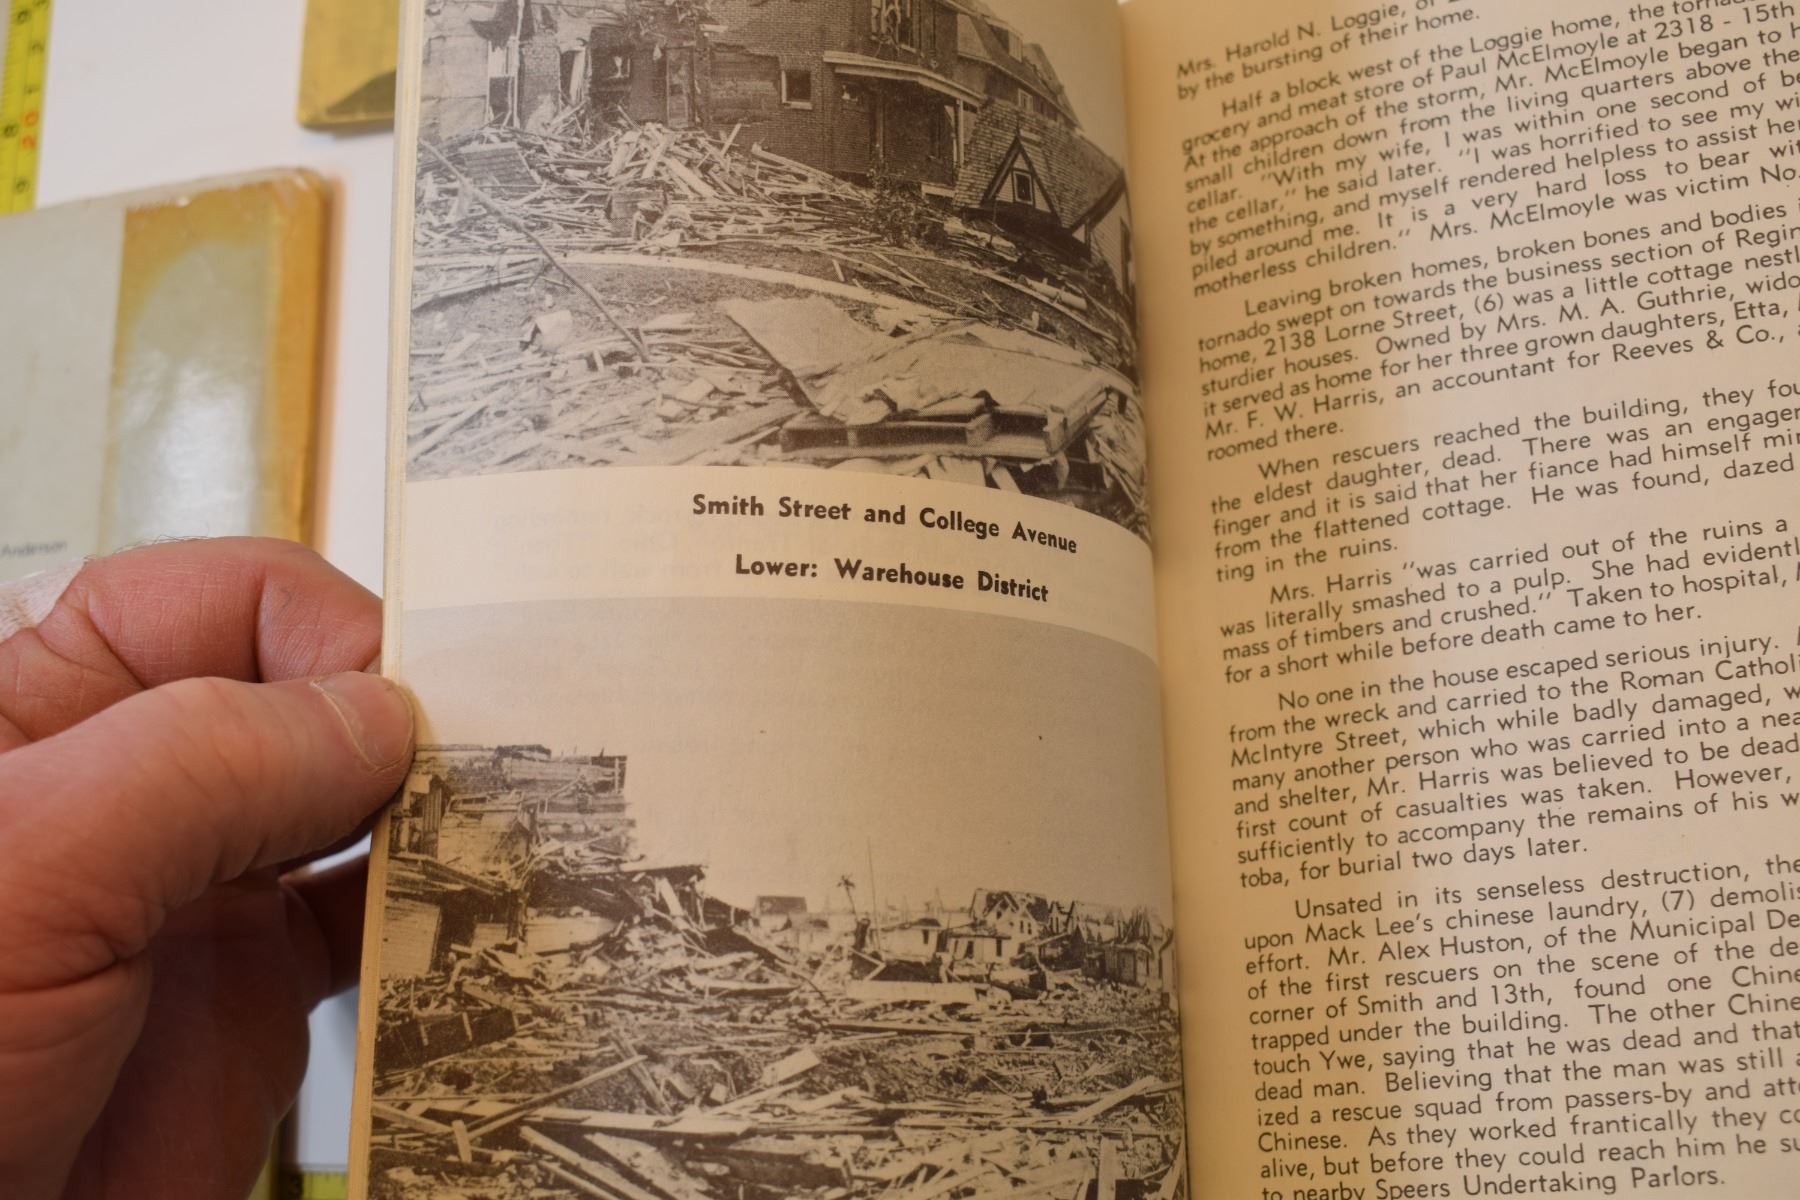 Anderson
Smith Street and College Avenue
Lower: Warehouse District
Mrs. Harold N. Loggie, of
by the bursting of their home.
Half a block west of the Loggie home, the
grocery and meat store of Paul McElmoyle at 2318 - 15th
At the approach of the storm, Mr. McElmoyle began to
small children down from the living quarters above the
cellar. "With my wife, I was within one second of
the cellar," he said later. "I was horrified to see my
by something, and myself rendered helpless to assist her
piled around me. It is a very hard loss to bear
motherless children." Mrs. McElmoyle was victim No.
Leaving broken homes, broken bones and bodies
tornado swept on towards the business section of
home, 2138 Lorne Street, (6) was a little cottage
sturdier houses. Owned by Mrs. M. A. Guthrie,
it served as home for her three grown daughters, Etta,
Mr. F. W. Harris, an accountant for Reeves & Co.,
roomed there.
When rescuers reached the building, they
the eldest daughter, dead. There was an
finger and it is said that her fiance had himself
from the flattened cottage. He was found, dazed
ting in the ruins.
Mrs. Harris "was carried out of the ruins a
was literally smashed to a pulp. She had
mass of timbers and crushed." Taken to hospital,
for a short while before death came to her.
No one in the house escaped serious injury.
from the wreck and carried to the Roman
McIntyre Street, which while badly damaged,
many another person who was carried into a
and shelter, Mr. Harris was believed to be dead
first count of casualties was taken. However,
sufficiently to accompany the remains of his
toba, for burial two days later.
Unsated in its senseless destruction, the
upon Mack Lee's chinese laundry, (7)
effort. Mr. Alex Huston, of the Municipal
of the first rescuers on the scene of the
corner of Smith and 13th, found one
trapped under the building. The other
touch Ywe, saying that he was dead and that
dead man. Believing that the man was still
ized a rescue squad from passers-by and
Chinese. As they worked frantically they
alive, but before they could reach him he
to nearby Speers Undertaking Parlors.